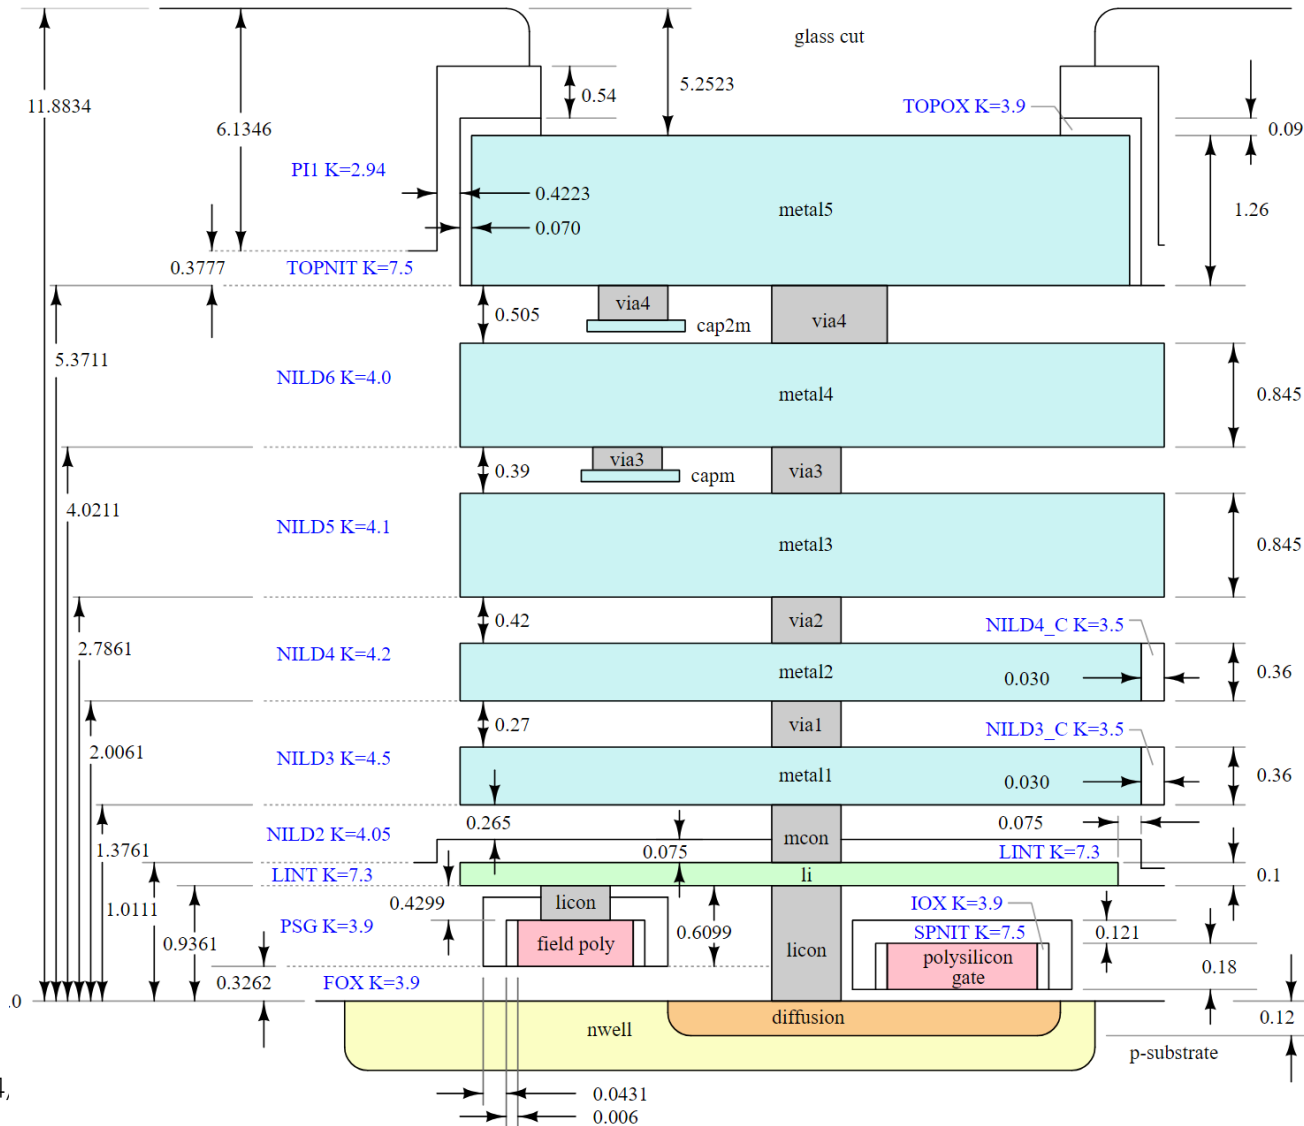 glass cut
11.8834
0.54
5.2523
TOPOX K=3.9
6.1346
0.09
PI1 K=2.94
0.4223
metal5
1.26
0.070
0.3777
TOPNIT K=7.5
via4
0.505
via4
cap2m
5.3711
NILD6 K=4.0
metal4
0.845
via3
0.39
via3
capm
4.0211
NILD5 K=4.1
metal3
0.845
0.42
via2
NILD4_C K=3.5
2.7861
NILD4 K=4.2
metal2
0.030
0.36
0.27
via1
NILD3_C K=3.5
2.0061
NILD3 K=4.5
metal1
0.030
0.36
0.265
0.075
NILD2 K=4.05
mcon
1.3761
0.075
LINT K=7.3
LINT K=7.3
li
0.1
0.4299
licon
IOX K=3.9
1.0111
PSG K=3.9
0.6099
SPNIT K=7.5
0.121
field poly
licon
0.9361
polysilicon
gate
0.18
0.3262
FOX K=3.9
.0
diffusion
0.12
nwell
p-substrate
4,
0.0431
0.006